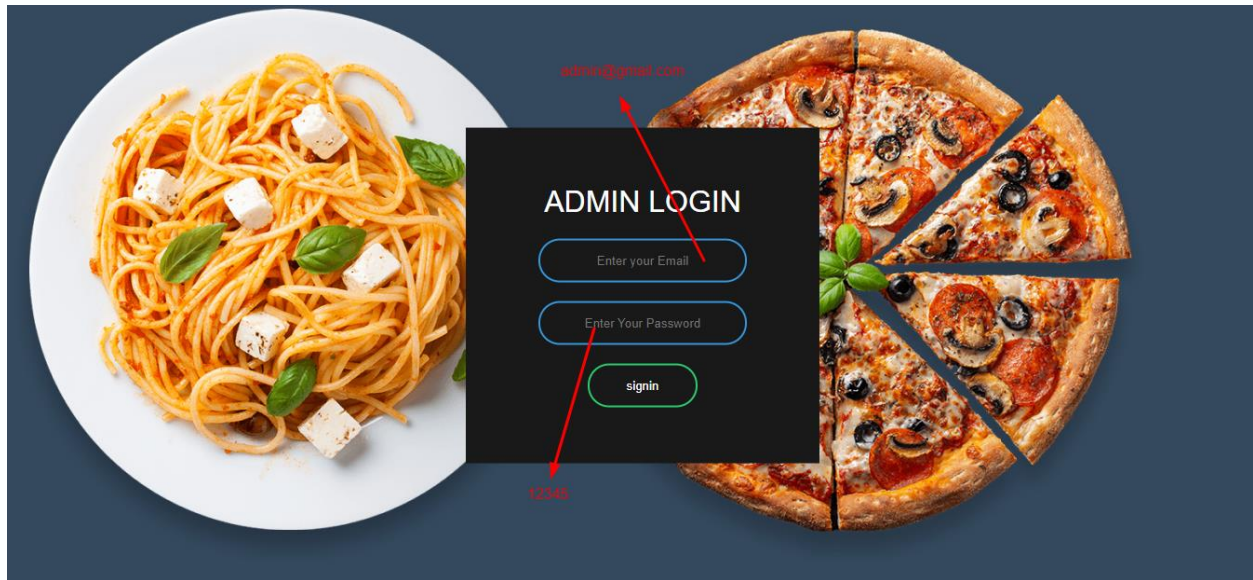 admin@gmail.com
ADMIN LOGIN
Enter your Email
Enter Your Password
signin
12345